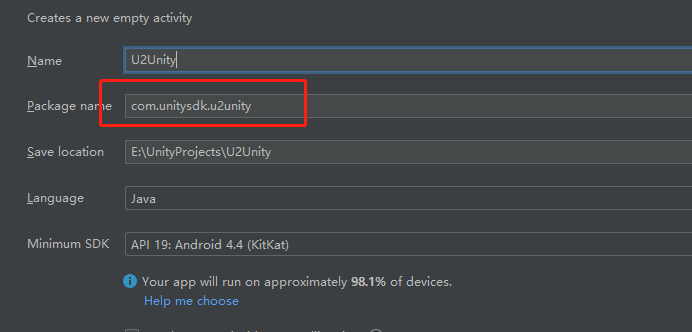 Creates a new empty activity
Name U2Unity
Package name com.unitysdk.u2unity
Save location E:\UnityProjects\U2Unity
Language Java
Minimum SDK API 19: Android 4.4 (KitKat)
Your app will run on approximately 98.1% of devices.
Help me choose